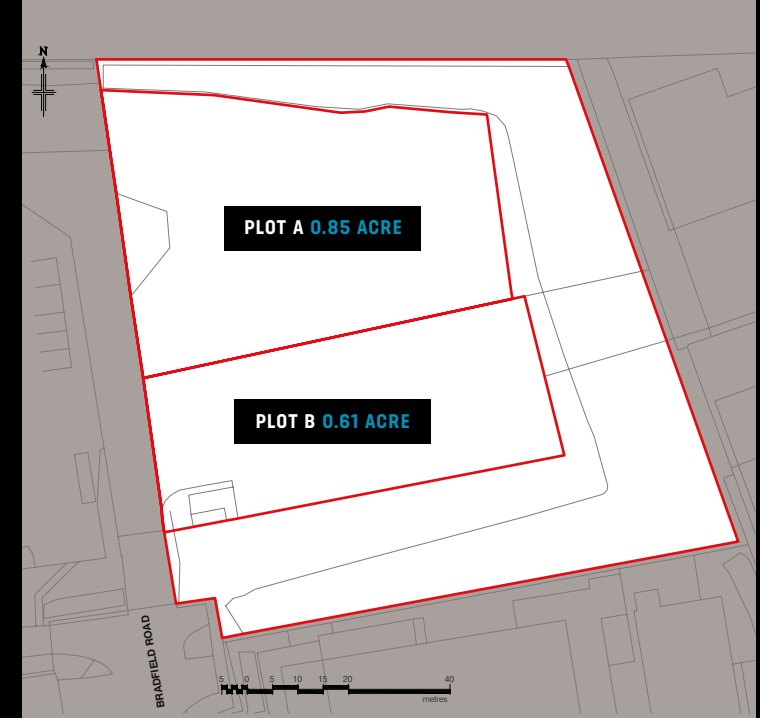 N
PLOT A 0.85 ACRE
PLOT B 0.61 ACRE
BRADFIELD ROAD
5 0 5 10 15 20 40
metres